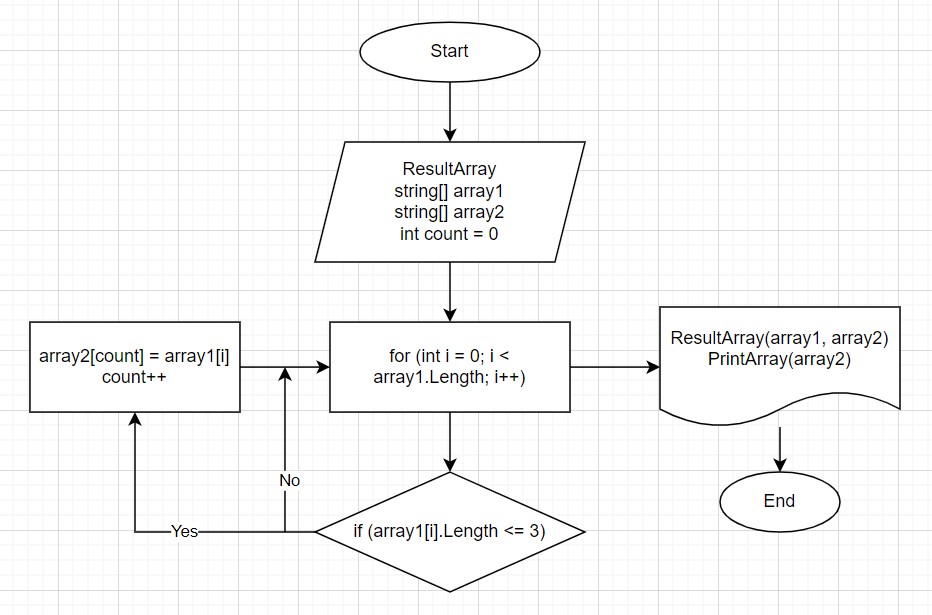 Start
ResultArray
string[] array1
string[] array2
int count = 0
array2[count] = array1[i]
count++
for (int i = 0; i <
array1.Length; i++)
ResultArray(array1, array2)
PrintArray(array2)
No
Yes
if (array1[i].Length <= 3)
End